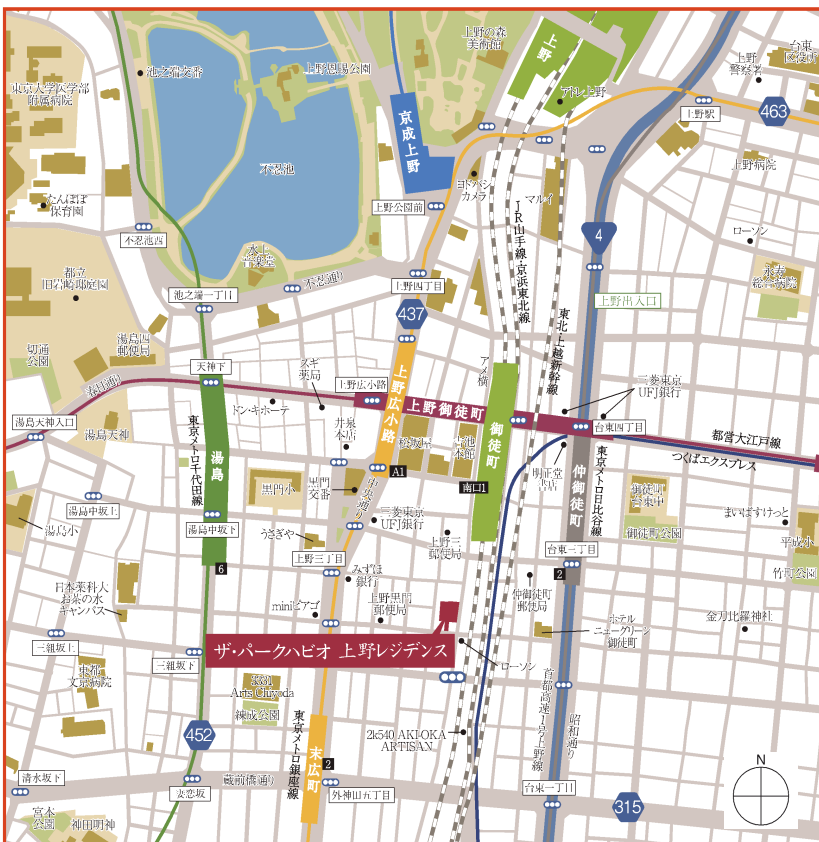 上野の森
美術館
上野
台東
区役所
上野
警察署
池之端交番
上野恩賜公園
東京大学医学部
附属病院
アトレ上野
上野駅
463
京成上野
不忍池
上野病院
たんぽぽ
保育園
ヨドバシ
カメラ
マルイ
上野公園前
JR山手線・京浜東北線
ローソン
不忍池西
4
水上
音楽堂
都立
旧岩崎邸庭園
不忍通り
上野四丁目
永寿
総合病院
池之端一丁目
上野出入口
437
東北・上越新幹線
湯島四
郵便局
切通
公園
天神下
スギ
薬局
アメ横
上野広小路
上野広小路
春日通り
三菱東京
UFJ銀行
ドン・キホーテ
上野御徒町
湯島天神入口
湯島天神
井泉
本店
松坂屋
吉池
本館
御徒町
台東四丁目
都営大江戸線
つくばエクスプレス
東京メトロ千代田線
湯島
A1
明正堂
書店
仲御徒町
東京メトロ日比谷線
黒門小
黒門
交番
中央通り
南口1
御徒町
台東中
湯島中坂上
湯島中坂下
三菱東京
UFJ銀行
まいばすけっと
湯島小
うさぎや
上野三
郵便局
御徒町公園
平成小
上野三丁目
台東三丁目
6
みずほ
銀行
2
竹町公園
日本薬科大
お茶の水
キャンパス
miniピアゴ
上野黒門
郵便局
仲御徒町
郵便局
金刀比羅神社
ホテル
ニューグリーン
御徒町
三組坂上
三組坂下
ザ・パークハビオ 上野レジデンス
ローソン
東都
文京病院
3331
Arts Chiyoda
練成公園
首都高速1号上野線
昭和通り
452
東京メトロ銀座線
末広町
2k540 AKI-OKA
ARTISAN
2
清水坂下
妻恋坂
蔵前橋通り
外神田五丁目
台東一丁目
315
N
宮本
公園
神田明神